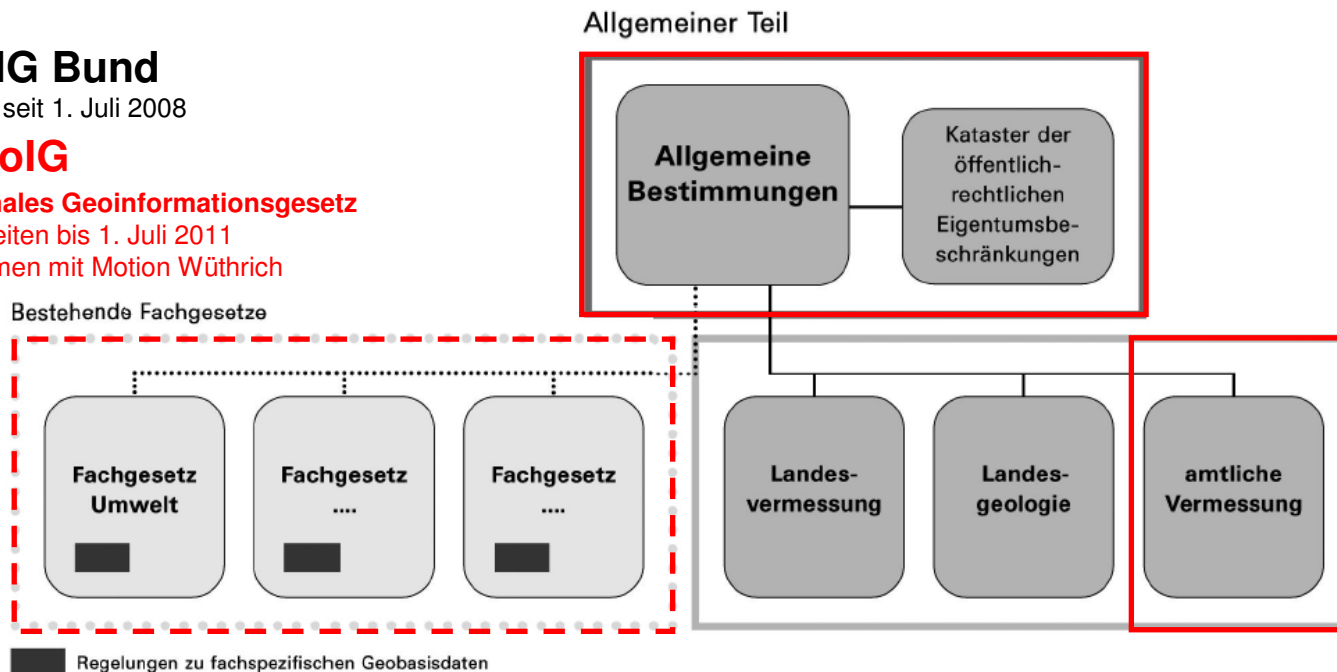 Allgemeiner Teil
IG Bund
seit 1. Juli 2008
oIG
nales Geoinformationsgesetz
eiten bis 1. Juli 2011
men mit Motion Wüthrich
Allgemeine
Bestimmungen
Kataster der
öffentlich-
rechtlichen
Eigentumsbe-
schränkungen
Bestehende Fachgesetze
Fachgesetz
Umwelt
Fachgesetz
....
Fachgesetz
....
Landes-
vermessung
Landes-
geologie
amtliche
Vermessung
Regelungen zu fachspezifischen Geobasisdaten